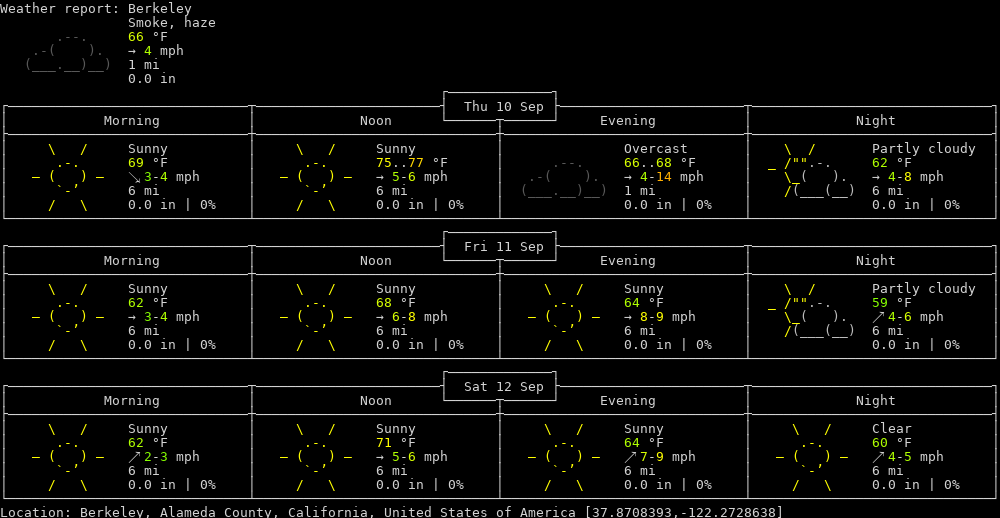 Weather report: Berkeley
Smoke, haze
66 °F
→ 4 mph
1 mi
0.0 in
Thu 10 Sep
Morning Noon Evening Night
Sunny Sunny Overcast Partly cloudy
69 °F 75..77 °F 66..68 °F 62 °F
↘ 3-4 mph → 5-6 mph → 4-14 mph → 4-8 mph
6 mi 6 mi 1 mi 6 mi
0.0 in | 0% 0.0 in | 0% 0.0 in | 0% 0.0 in | 0%
Fri 11 Sep
Morning Noon Evening Night
Sunny Sunny Sunny Partly cloudy
62 °F 68 °F 64 °F 59 °F
→ 3-4 mph → 6-8 mph → 8-9 mph ↗ 4-6 mph
6 mi 6 mi 6 mi 6 mi
0.0 in | 0% 0.0 in | 0% 0.0 in | 0% 0.0 in | 0%
Sat 12 Sep
Morning Noon Evening Night
Sunny Sunny Sunny Clear
62 °F 71 °F 64 °F 60 °F
↗ 2-3 mph → 5-6 mph ↗ 7-9 mph ↗ 4-5 mph
6 mi 6 mi 6 mi 6 mi
0.0 in | 0% 0.0 in | 0% 0.0 in | 0% 0.0 in | 0%
Location: Berkeley, Alameda County, California, United States of America [37.8708393,-122.2728638]